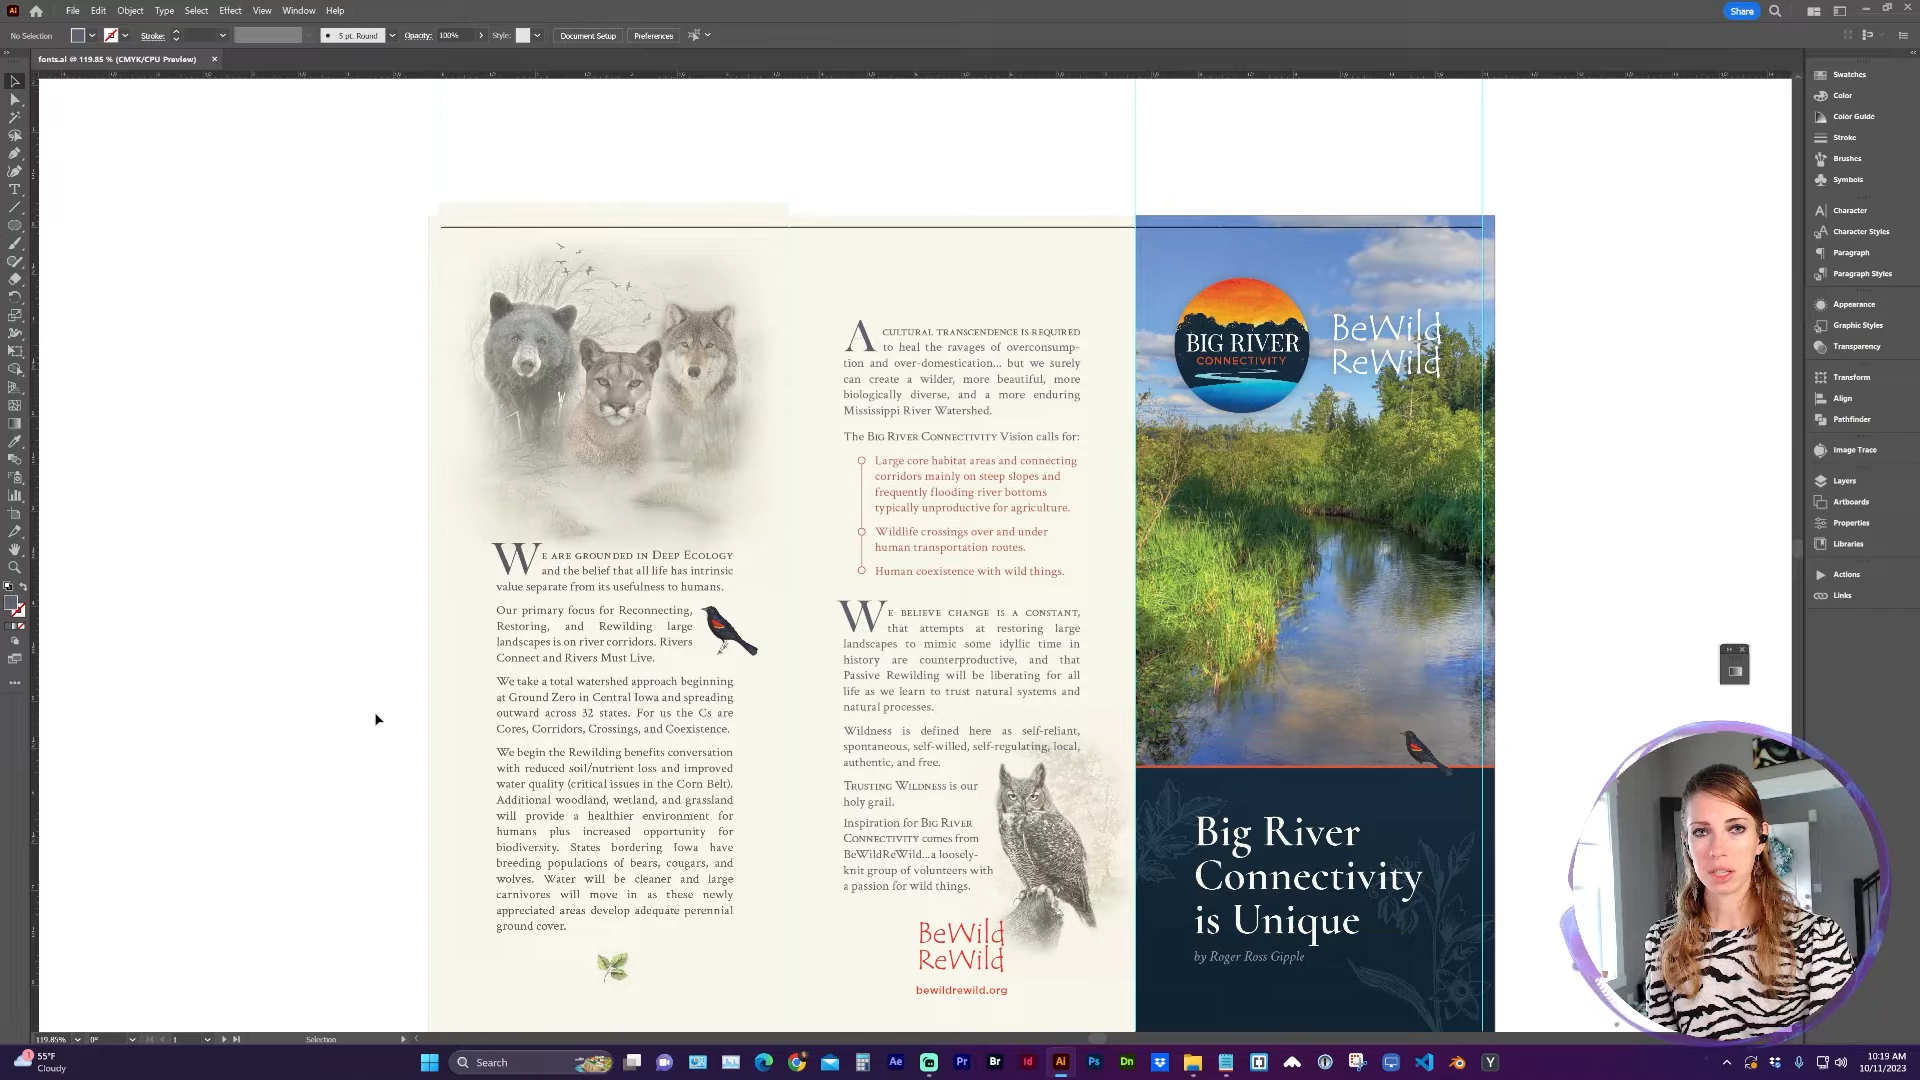 File Edit Object Type Select Effect View Window Help
Share
No Selection
Stroke:
5 pt. Round
Opacity: 100%
Style:
Document Setup
Preferences
fonts.ai @ 119.85 % (CMYK/CPU Preview)
WE ARE GROUNDED IN DEEP ECOLOGY
and the belief that all life has intrinsic
value separate from its usefulness to humans.
Our primary focus for Reconnecting,
Restoring, and Rewilding large
landscapes is on river corridors. Rivers
Connect and Rivers Must Live.
We take a total watershed approach beginning
at Ground Zero in Central Iowa and spreading
outward across 32 states. For us the Cs are
Cores, Corridors, Crossings, and Coexistence.
We begin the Rewilding benefits conversation
with reduced soil/nutrient loss and improved
water quality (critical issues in the Corn Belt).
Additional woodland, wetland, and grassland
will provide a healthier environment for
humans plus increased opportunity for
biodiversity. States bordering Iowa have
breeding populations of bears, cougars, and
wolves. Water will be cleaner and large
carnivores will move in as these newly
appreciated areas develop adequate perennial
ground cover.
A CULTURAL TRANSCENDENCE IS REQUIRED
to heal the ravages of overconsump-
tion and over-domestication... but we surely
can create a wilder, more beautiful, more
biologically diverse, and a more enduring
Mississippi River Watershed.
The BIG RIVER CONNECTIVITY Vision calls for:
Large core habitat areas and connecting
corridors mainly on steep slopes and
frequently flooding river bottoms
typically unproductive for agriculture.
Wildlife crossings over and under
human transportation routes.
Human coexistence with wild things.
WE BELIEVE CHANGE IS A CONSTANT,
that attempts at restoring large
landscapes to mimic some idyllic time in
history are counterproductive, and that
Passive Rewilding will be liberating for all
life as we learn to trust natural systems and
natural processes.
Wildness is defined here as self-reliant,
spontaneous, self-willed, self-regulating, local,
authentic, and free.
TRUSTING WILDNESS is our
holy grail.
Inspiration for BIG RIVER
CONNECTIVITY comes from
BeWildReWild...a loosely-
knit group of volunteers with
a passion for wild things.
BeWild
ReWild
bewildrewild.org
BIG RIVER
CONNECTIVITY
BeWild
ReWild
Big River
Connectivity
is Unique
by Roger Ross Gipple
Swatches
Color
Color Guide
Stroke
Brushes
Symbols
Character
Character Styles
Paragraph
Paragraph Styles
Appearance
Graphic Styles
Transparency
Transform
Align
Pathfinder
Image Trace
Layers
Artboards
Properties
Libraries
Actions
Links
119.85% 0° 1 Selection
55°F
Cloudy
Search
Ae Pr Br Id Ai Ps Dn Y
10:19 AM
10/11/2023